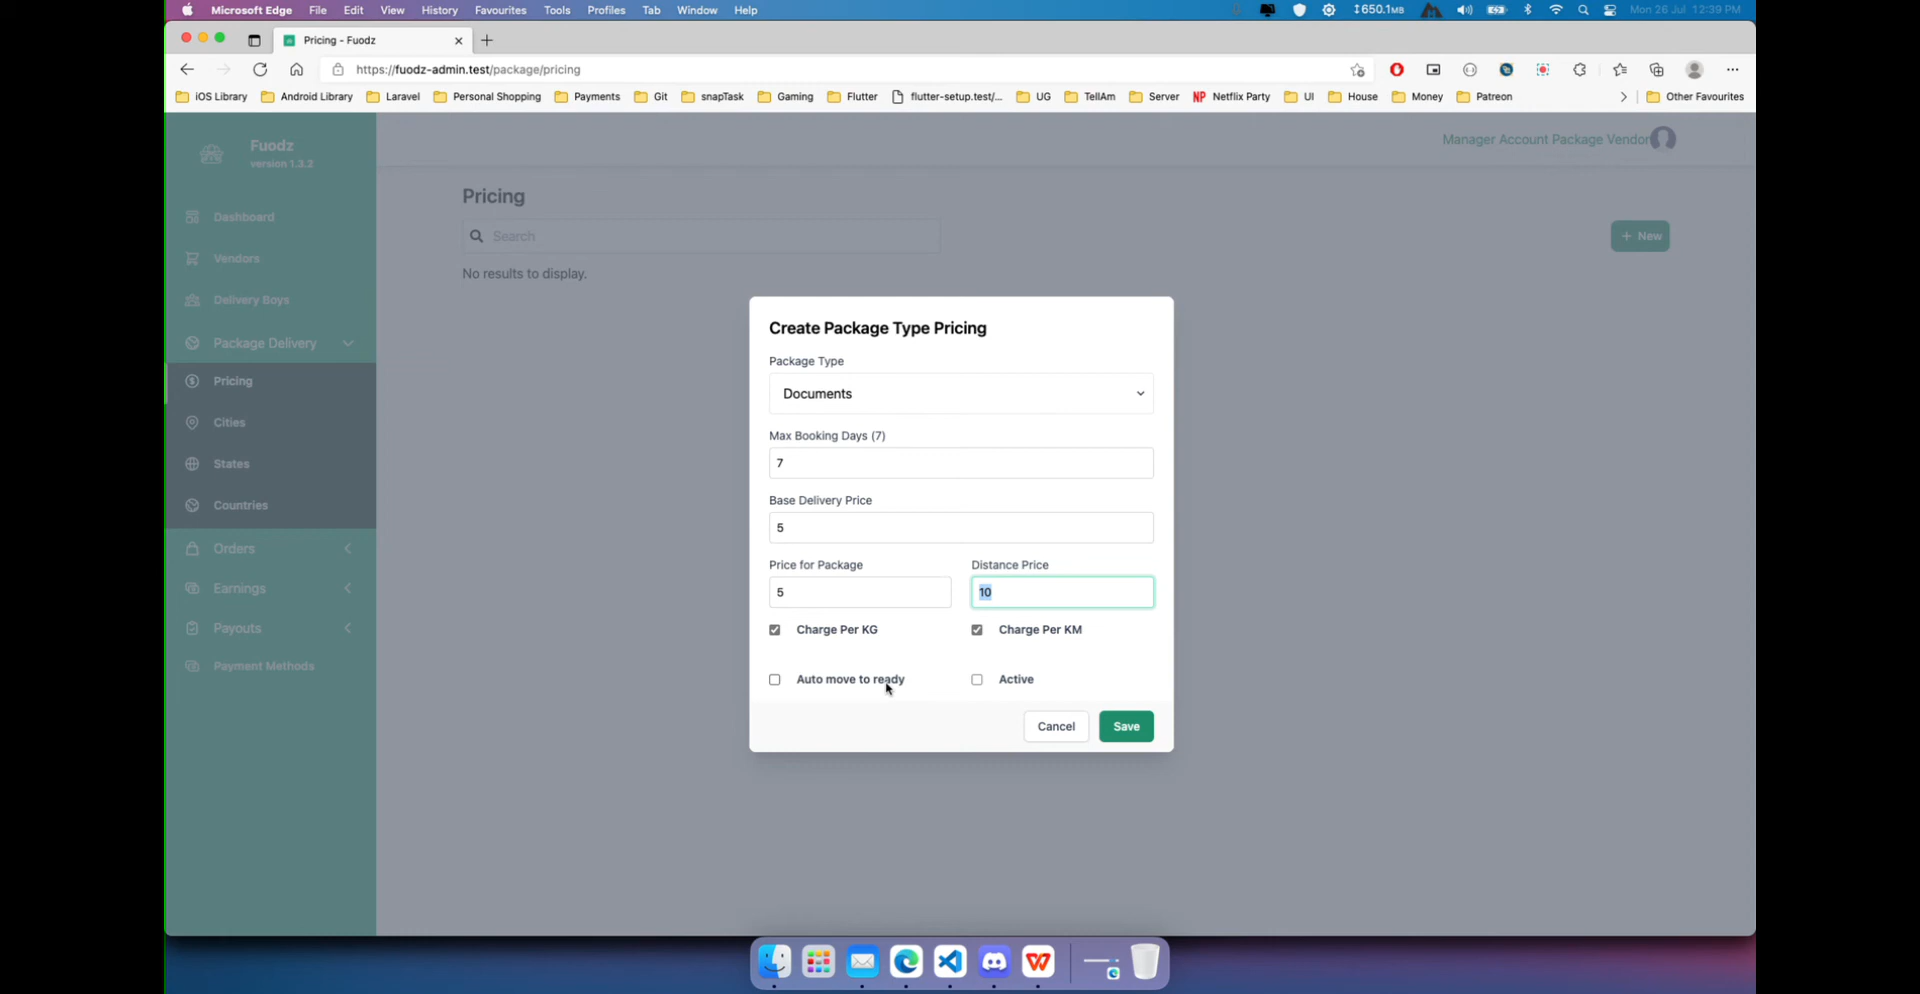 Microsoft Edge File Edit View History Favourites Tools Profiles Tab Window Help 650.1MB Mon 26 Jul 12:39 PM
Pricing - Fuodz
https://fuodz-admin.test/package/pricing
iOS Library Android Library Laravel Personal Shopping Payments Git snapTask Gaming Flutter flutter-setup.test/... UG TellAm Server NP Netflix Party UI House Money Patreon Other Favourites
Fuodz
version 1.3.2
Manager Account Package Vendor
Dashboard
Vendors
Delivery Boys
Package Delivery
Pricing
Cities
States
Countries
Orders
Earnings
Payouts
Payment Methods
Pricing
Search
+ New
No results to display.
Create Package Type Pricing
Package Type
Documents
Max Booking Days (7)
7
Base Delivery Price
5
Price for Package Distance Price
5 10
Charge Per KG Charge Per KM
Auto move to ready Active
Cancel Save